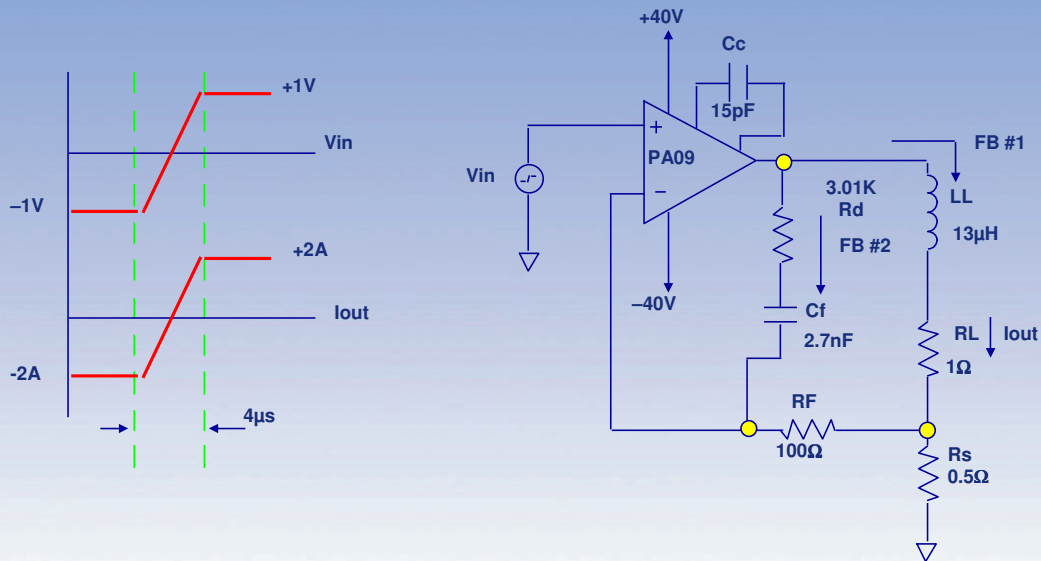 +1V
Vin
–1V
+2A
Iout
-2A
4µs
+40V
Cc
15pF
+
PA09
–
Vin
–40V
3.01K
Rd
FB #2
Cf
2.7nF
RF
100Ω
FB #1
LL
13µH
RL
Iout
1Ω
Rs
0.5Ω